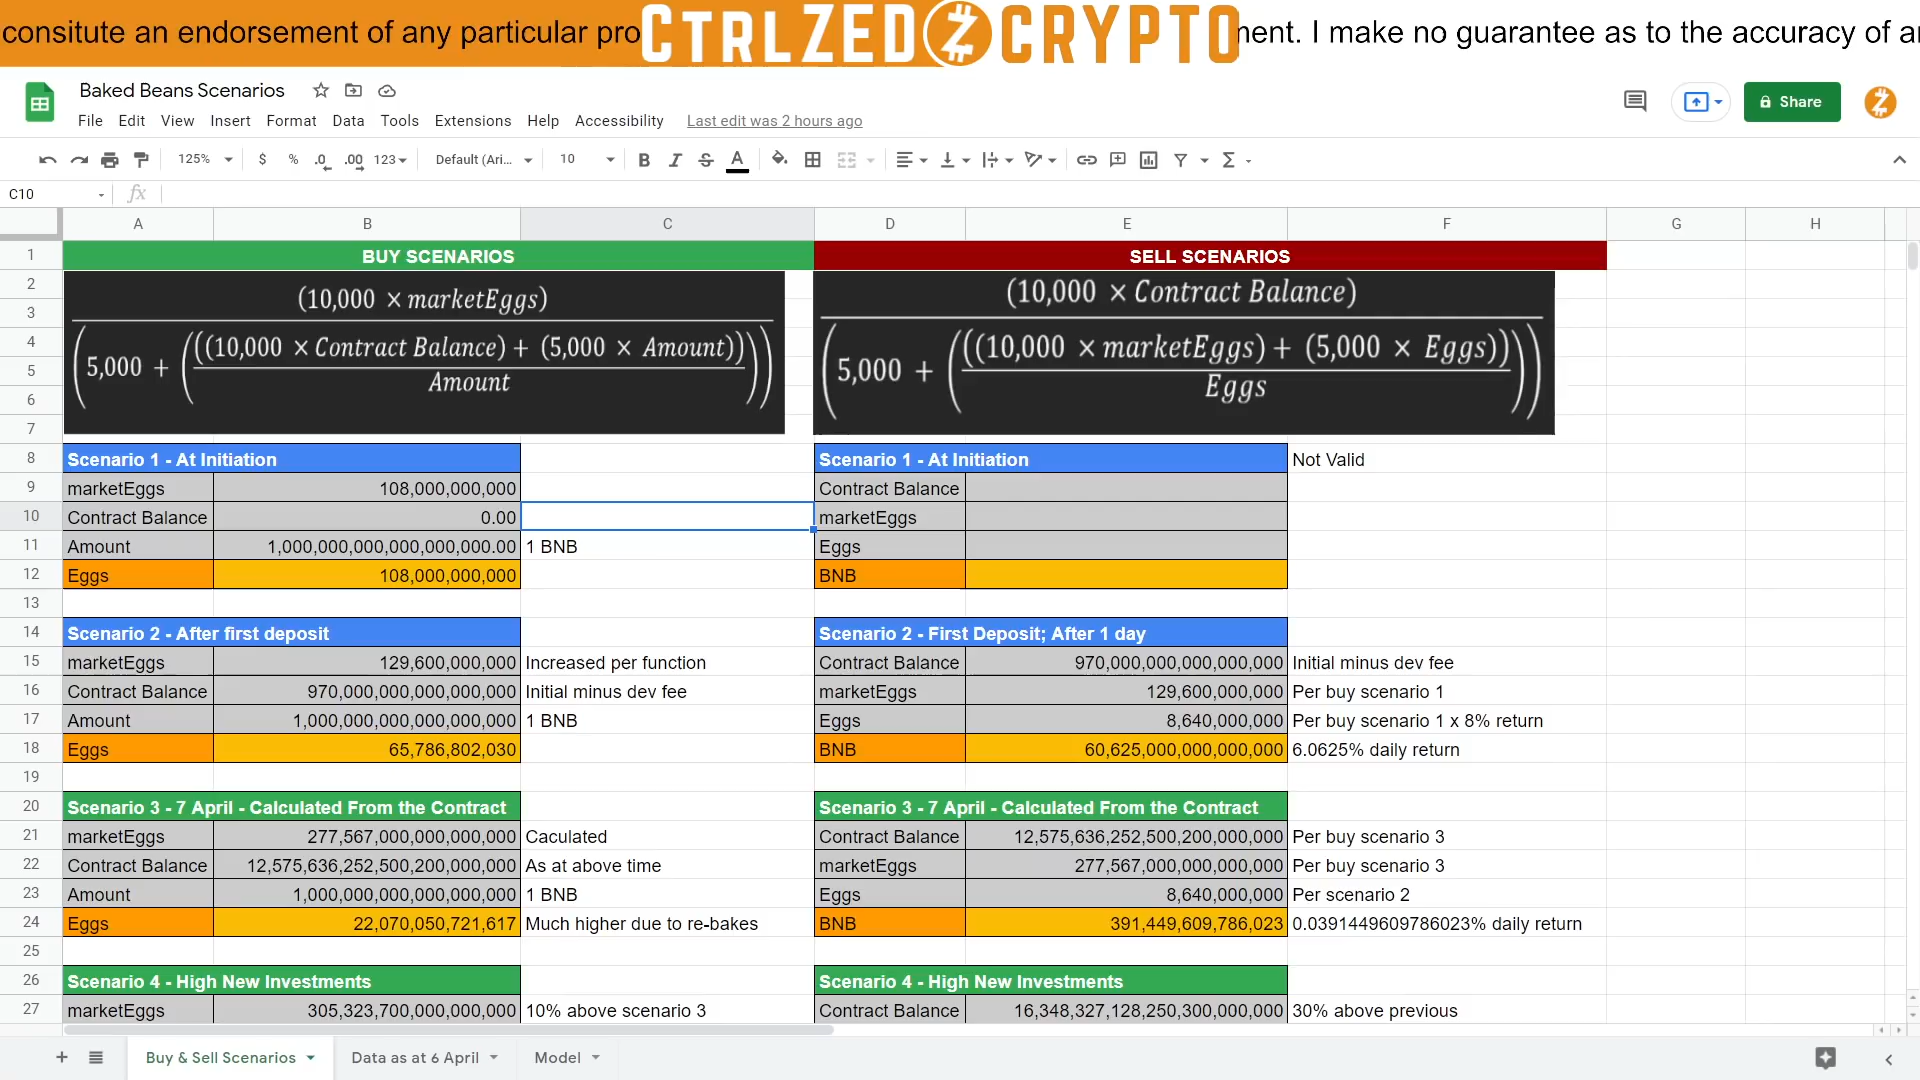 consitute an endorsement of any particular pro
CTRLZED CRYPTO
ment. I make no guarantee as to the accuracy of a
Baked Beans Scenarios
File Edit View Insert Format Data Tools Extensions Help Accessibility Last edit was 2 hours ago
Share
125% $ % .0 .00 123 Default (Ari... 10 B I S A Σ
C10 fx
A B C D E F G H
1 BUY SCENARIOS SELL SCENARIOS
2 (10,000 × marketEggs) (10,000 × Contract Balance)
3
4 (((10,000 × Contract Balance) + (5,000 × Amount)) (((10,000 × marketEggs) + (5,000 × Eggs))
5 5,000 + Amount 5,000 + Eggs
6
7
8 Scenario 1 - At Initiation Scenario 1 - At Initiation Not Valid
9 marketEggs 108,000,000,000 Contract Balance
10 Contract Balance 0.00 marketEggs
11 Amount 1,000,000,000,000,000,000.00 1 BNB Eggs
12 Eggs 108,000,000,000 BNB
13
14 Scenario 2 - After first deposit Scenario 2 - First Deposit; After 1 day
15 marketEggs 129,600,000,000 Increased per function Contract Balance 970,000,000,000,000,000 Initial minus dev fee
16 Contract Balance 970,000,000,000,000,000 Initial minus dev fee marketEggs 129,600,000,000 Per buy scenario 1
17 Amount 1,000,000,000,000,000,000 1 BNB Eggs 8,640,000,000 Per buy scenario 1 x 8% return
18 Eggs 65,786,802,030 BNB 60,625,000,000,000,000 6.0625% daily return
19
20 Scenario 3 - 7 April - Calculated From the Contract Scenario 3 - 7 April - Calculated From the Contract
21 marketEggs 277,567,000,000,000,000 Caculated Contract Balance 12,575,636,252,500,200,000,000 Per buy scenario 3
22 Contract Balance 12,575,636,252,500,200,000,000 As at above time marketEggs 277,567,000,000,000,000 Per buy scenario 3
23 Amount 1,000,000,000,000,000,000 1 BNB Eggs 8,640,000,000 Per scenario 2
24 Eggs 22,070,050,721,617 Much higher due to re-bakes BNB 391,449,609,786,023 0.0391449609786023% daily return
25
26 Scenario 4 - High New Investments Scenario 4 - High New Investments
27 marketEggs 305,323,700,000,000,000 10% above scenario 3 Contract Balance 16,348,327,128,250,300,000,000 30% above previous
Buy & Sell Scenarios Data as at 6 April Model